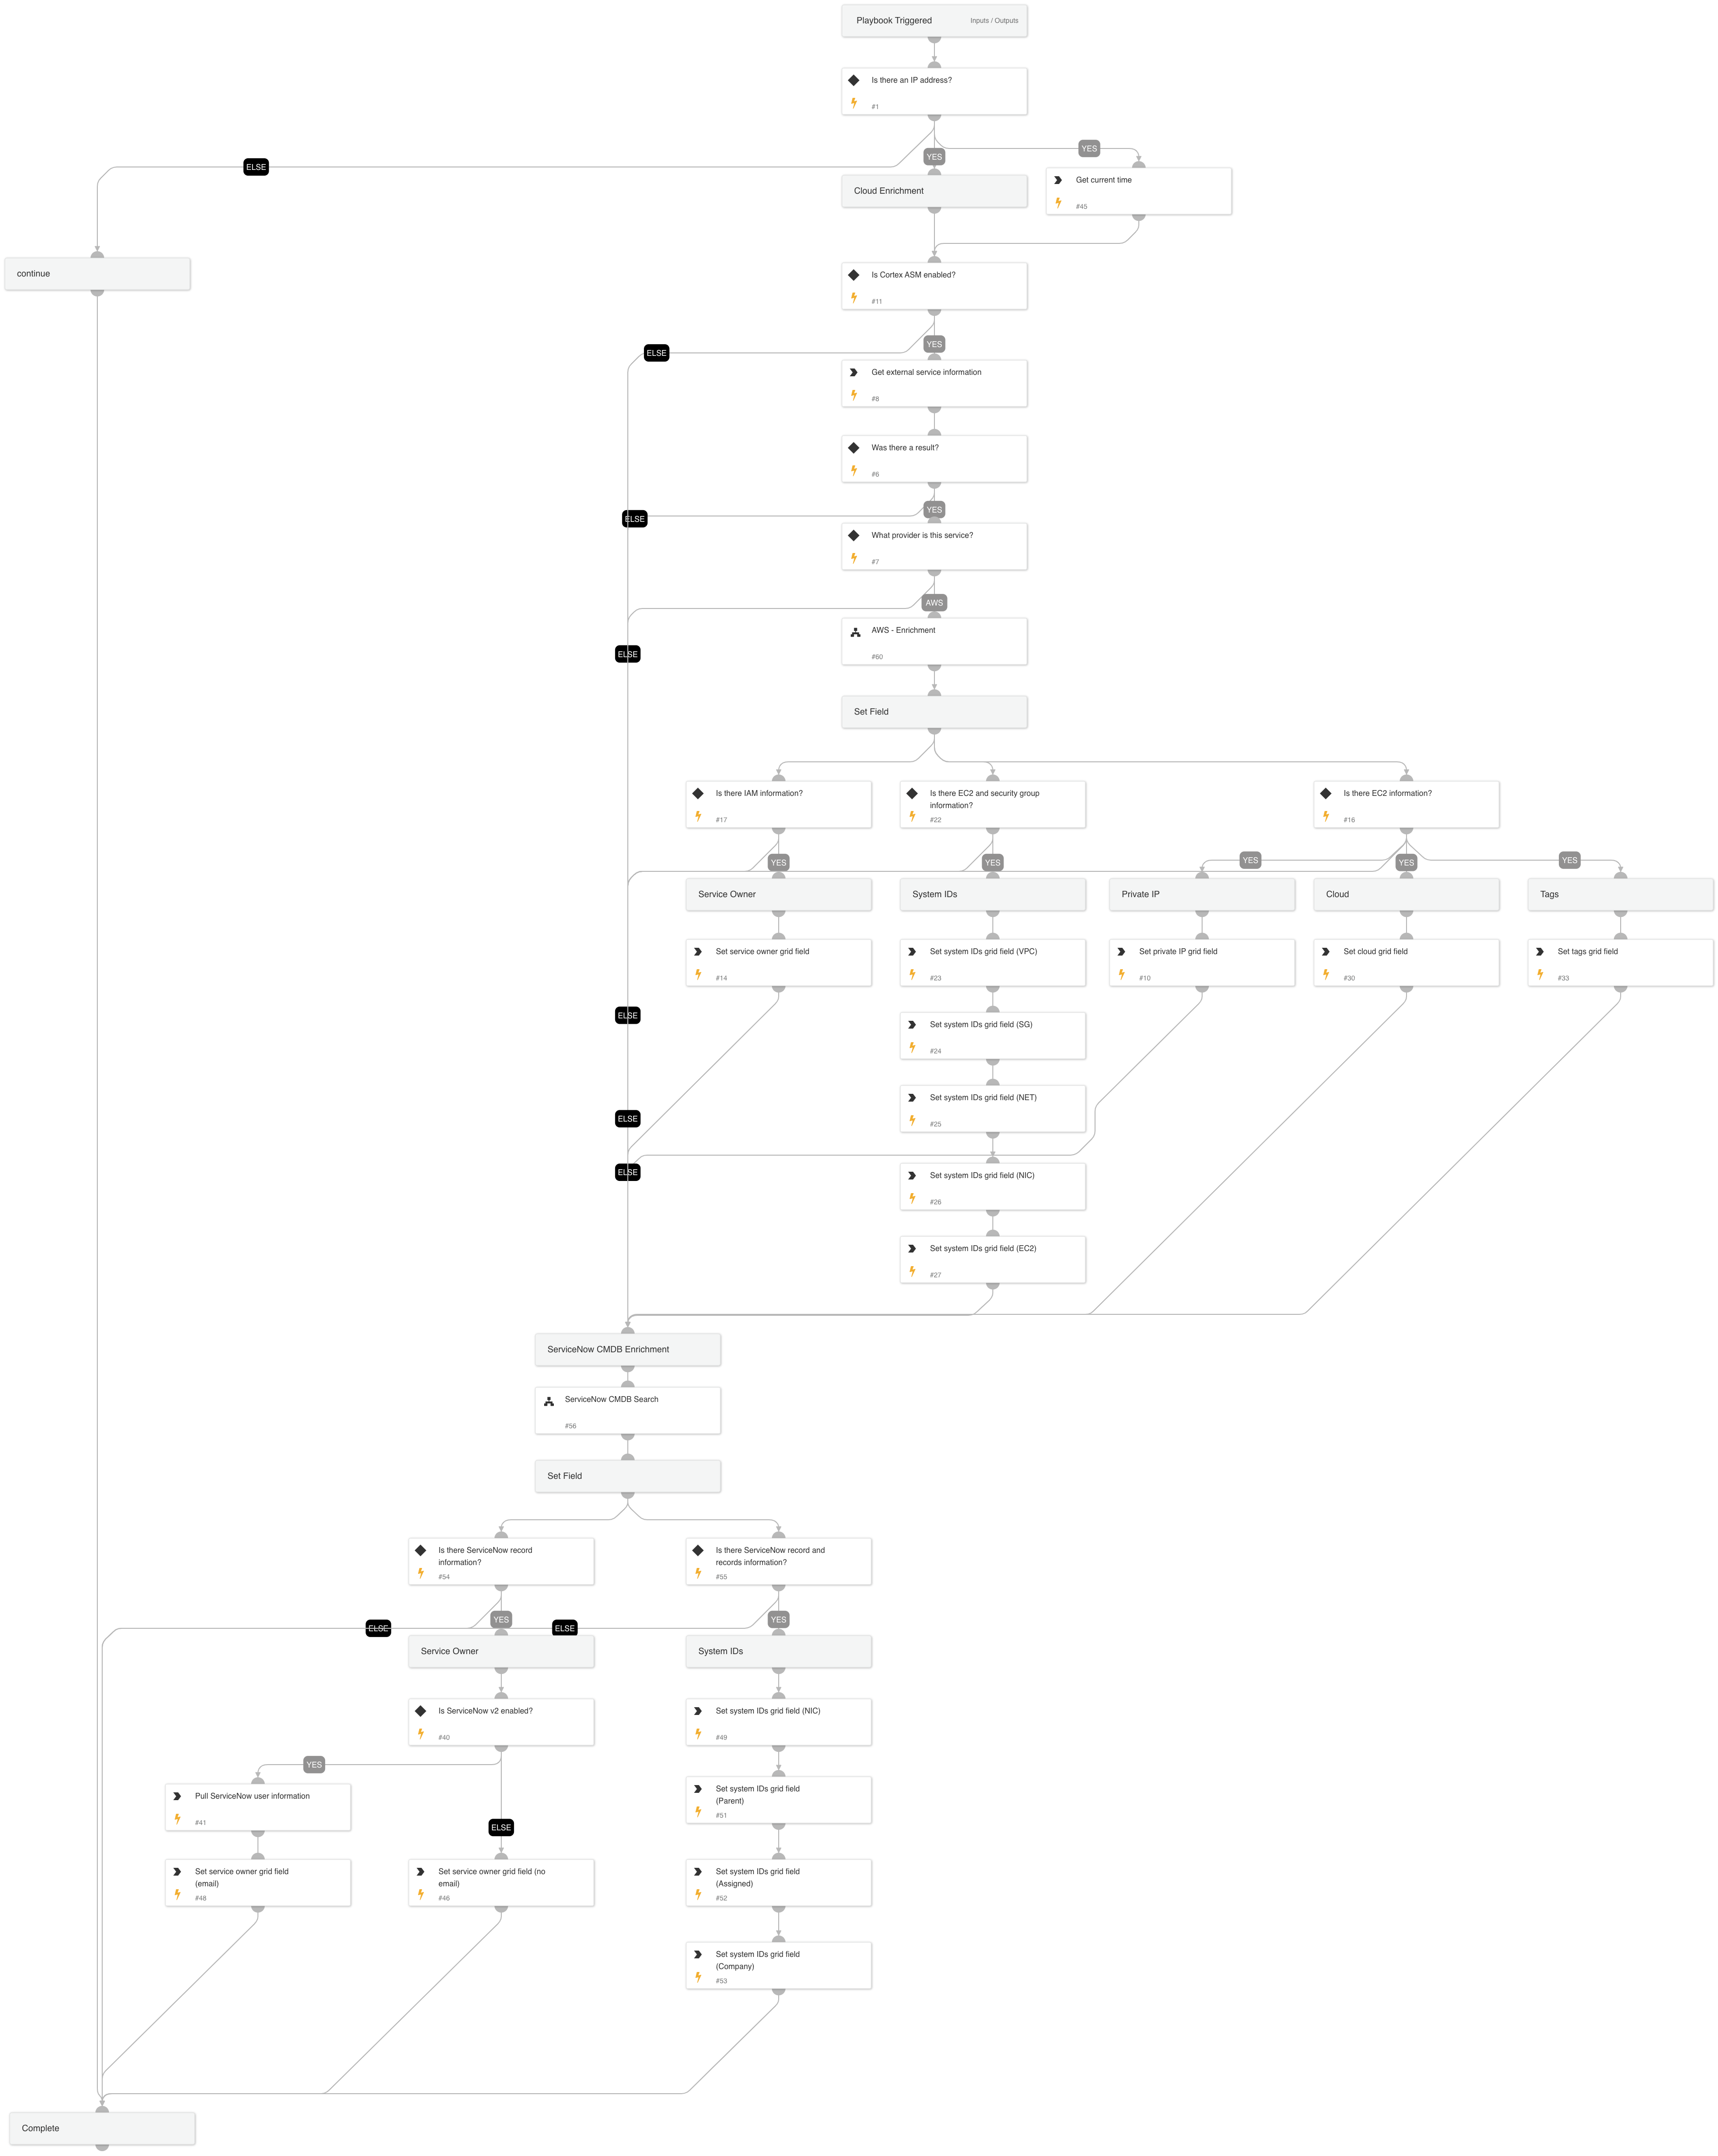 Playbook Triggered
Inputs / Outputs
Is there an IP address?
#1
ELSE
YES
YES
Cloud Enrichment
Get current time
#45
continue
Is Cortex ASM enabled?
#11
ELSE
YES
Get external service information
#8
Was there a result?
#6
ELSE
YES
What provider is this service?
#7
AWS
AWS - Enrichment
#60
ELSE
Set Field
Is there IAM information?
#17
Is there EC2 and security group
information?
#22
Is there EC2 information?
#16
YES
YES
YES
YES
YES
Service Owner
System IDs
Private IP
Cloud
Tags
Set service owner grid field
#14
Set system IDs grid field (VPC)
#23
Set private IP grid field
#10
Set cloud grid field
#30
Set tags grid field
#33
ELSE
Set system IDs grid field (SG)
#24
ELSE
Set system IDs grid field (NET)
#25
ELSE
Set system IDs grid field (NIC)
#26
Set system IDs grid field (EC2)
#27
ServiceNow CMDB Enrichment
ServiceNow CMDB Search
#56
Set Field
Is there ServiceNow record
information?
#54
Is there ServiceNow record and
records information?
#55
ELSE
YES
ELSE
YES
Service Owner
System IDs
Is ServiceNow v2 enabled?
#40
Set system IDs grid field (NIC)
#49
YES
Pull ServiceNow user information
#41
ELSE
Set system IDs grid field
(Parent)
#51
Set service owner grid field
(email)
#48
Set service owner grid field (no
email)
#46
Set system IDs grid field
(Assigned)
#52
Set system IDs grid field
(Company)
#53
Complete